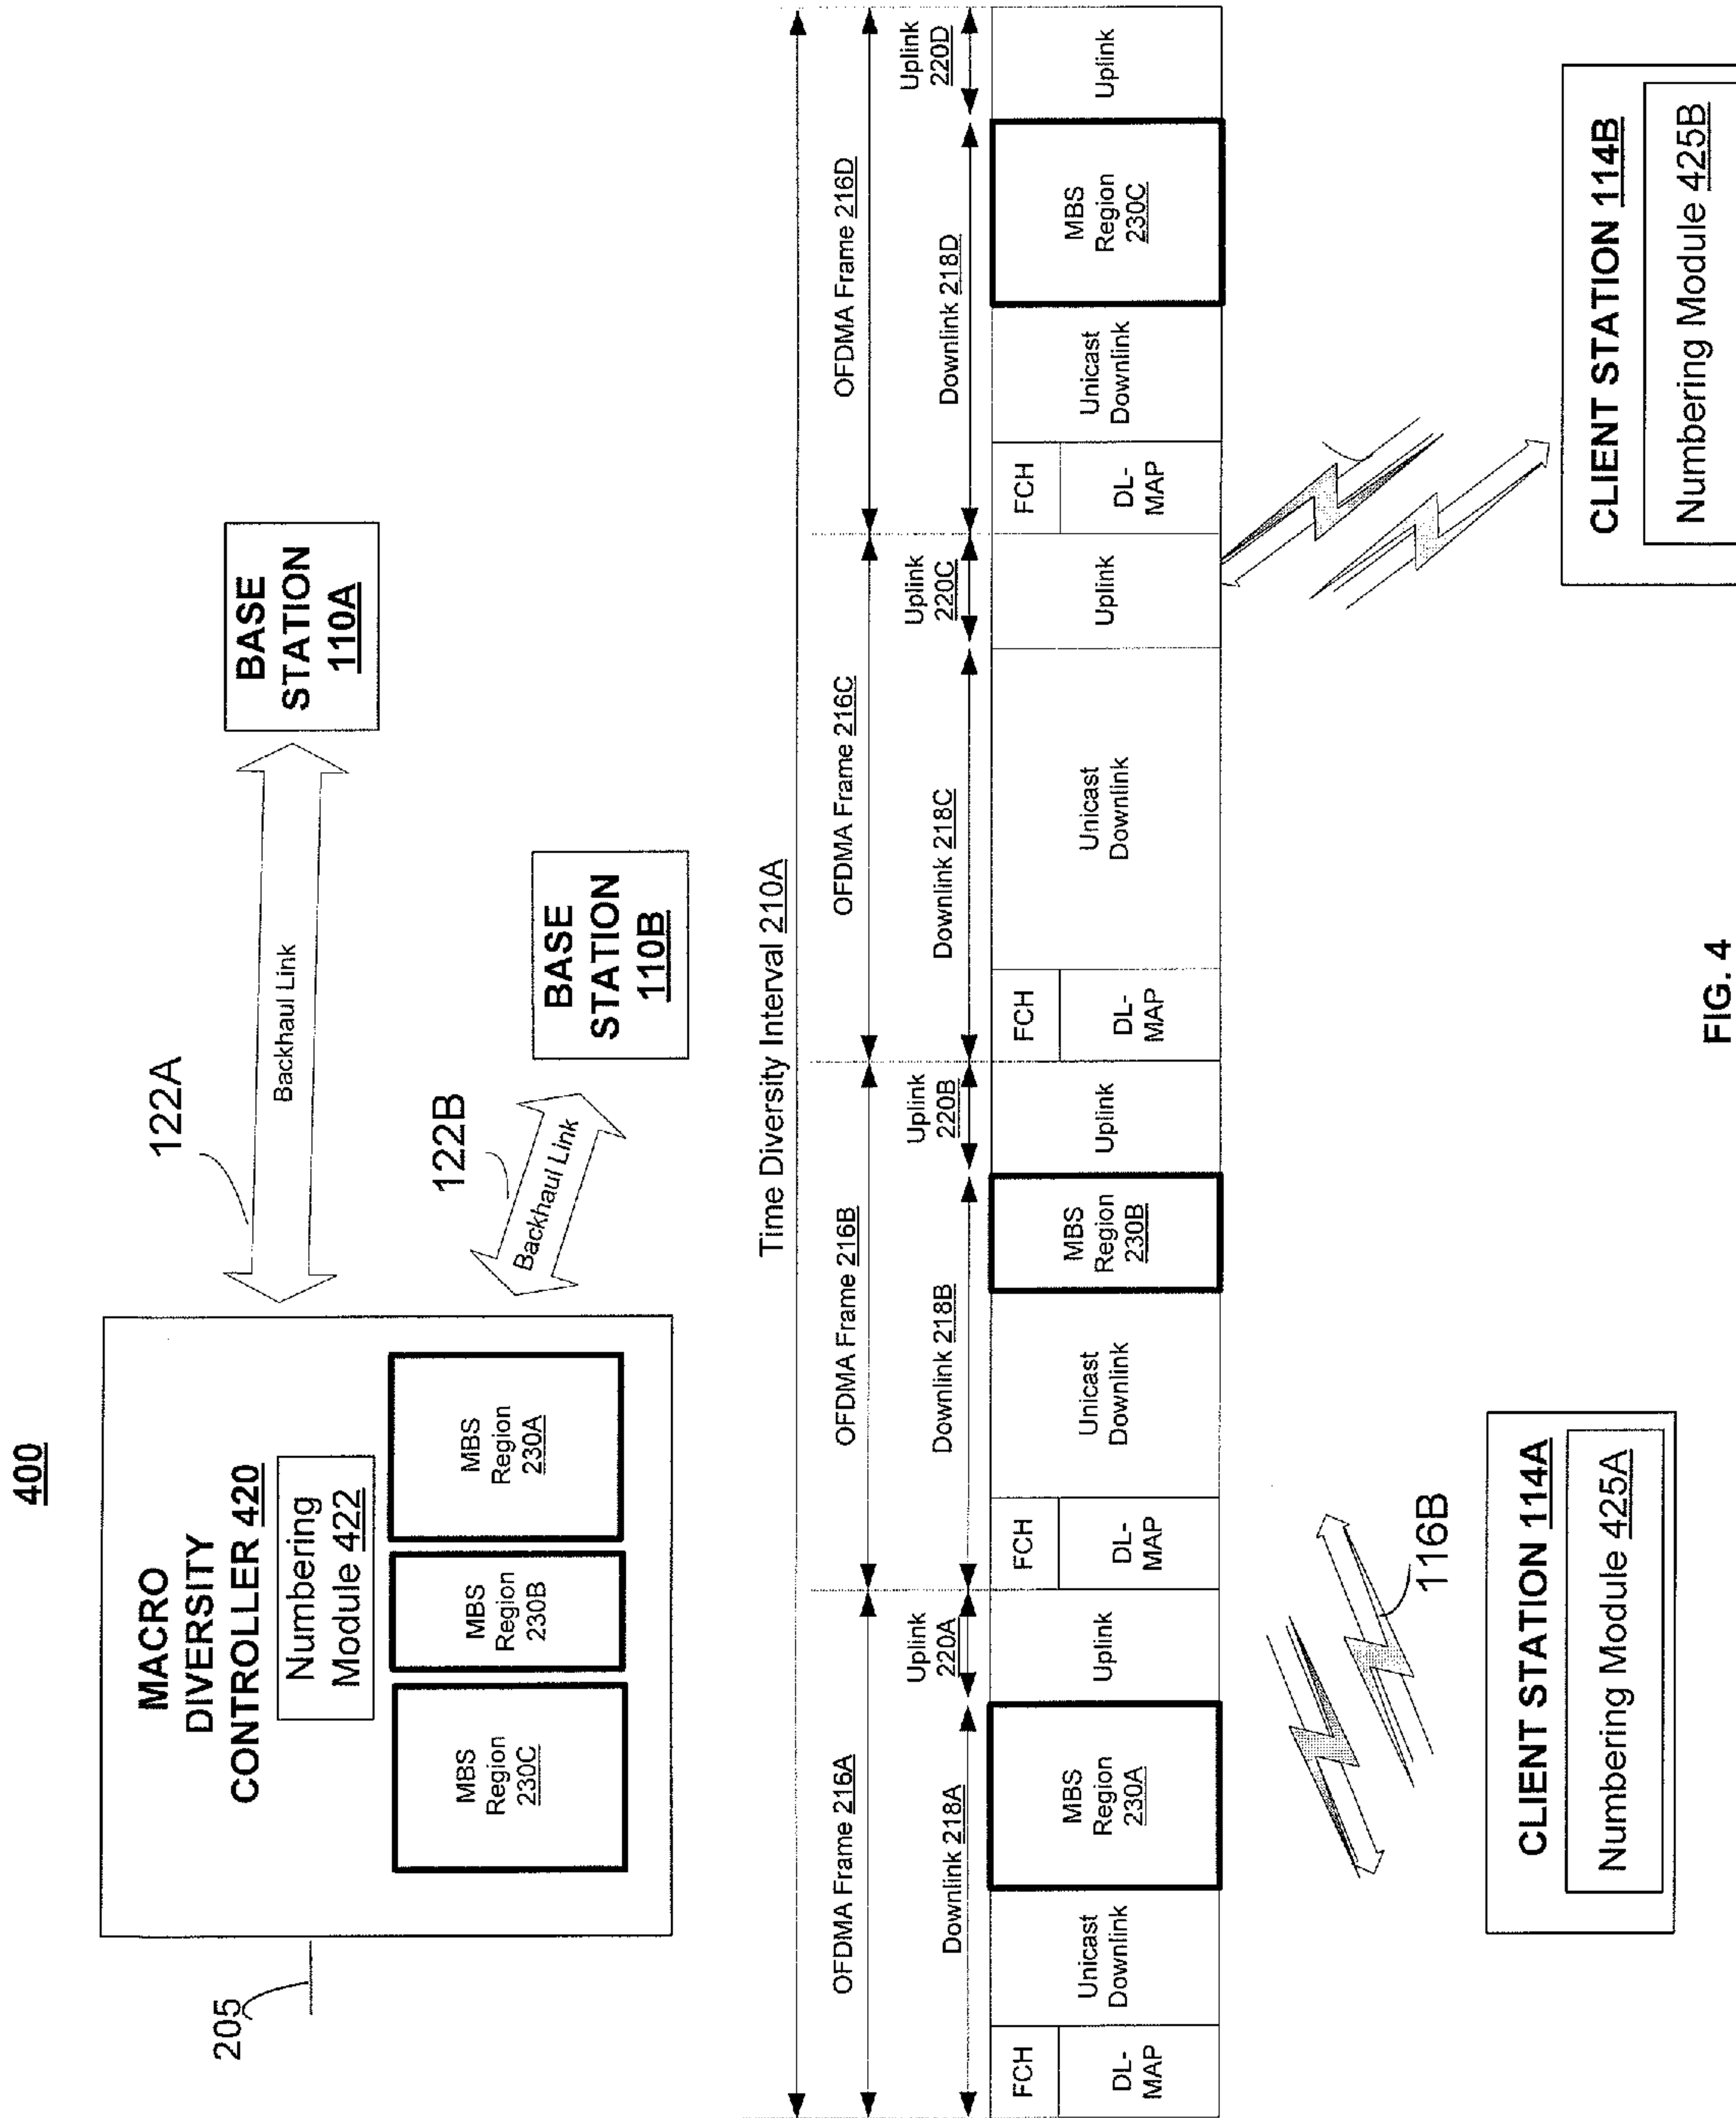 400
MACRO
DIVERSITY
CONTROLLER 420
Numbering
Module 422
MBS
Region
230C
MBS
Region
230B
MBS
Region
230A
205
122A
Backhaul Link
122B
Backhaul Link
BASE
STATION
110A
BASE
STATION
110B
Time Diversity Interval 210A
OFDMA Frame 216A
OFDMA Frame 216B
OFDMA Frame 216C
OFDMA Frame 216D
Downlink 218A
Uplink
220A
Downlink 218B
Uplink
220B
Downlink 218C
Uplink
220C
Downlink 218D
Uplink
220D
FCH
DL-
MAP
Unicast
Downlink
MBS
Region
230A
Uplink
FCH
DL-
MAP
Unicast
Downlink
MBS
Region
230B
Uplink
FCH
DL-
MAP
Unicast
Downlink
Uplink
FCH
DL-
MAP
Unicast
Downlink
MBS
Region
230C
Uplink
116B
CLIENT STATION 114A
Numbering Module 425A
CLIENT STATION 114B
Numbering Module 425B
FIG. 4